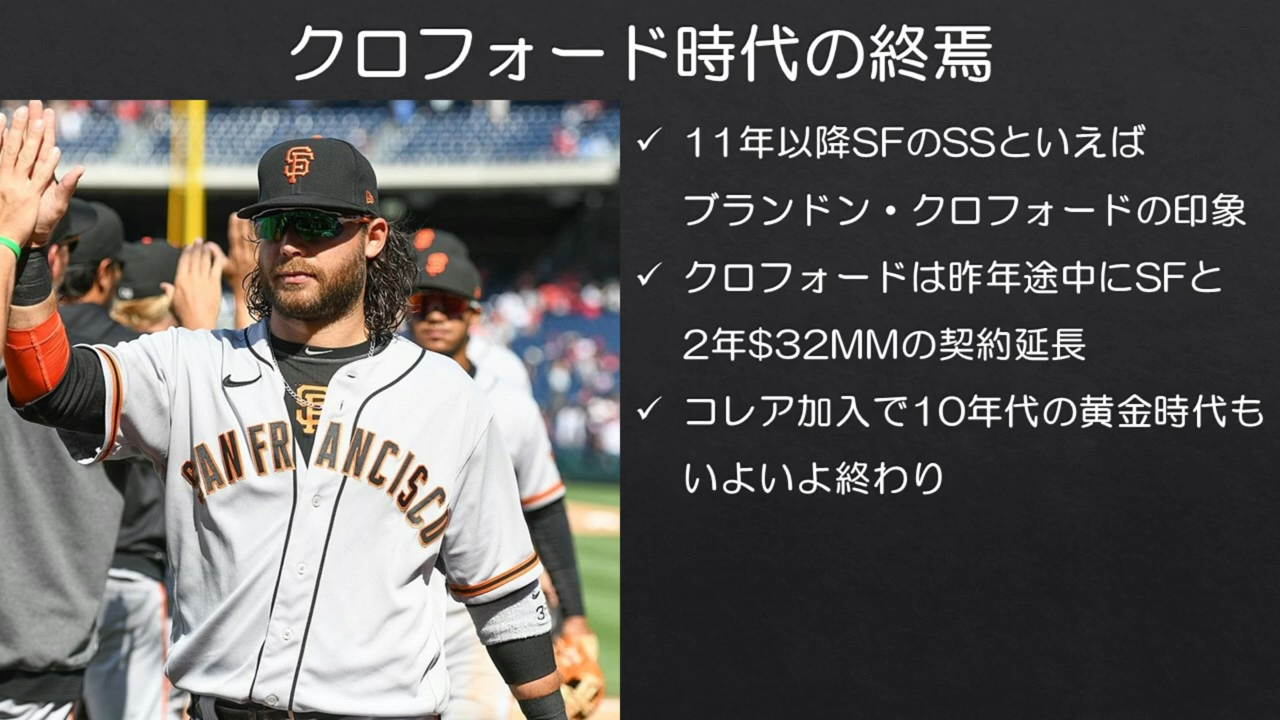 クロフォード時代の終焉
✓ 11年以降SFのSSといえば
ブランドン・クロフォードの印象
✓ クロフォードは昨年途中にSFと
2年$32MMの契約延長
✓ コレア加入で10年代の黄金時代も
いよいよ終わり
SF
SF
SAN FRANCISCO
3